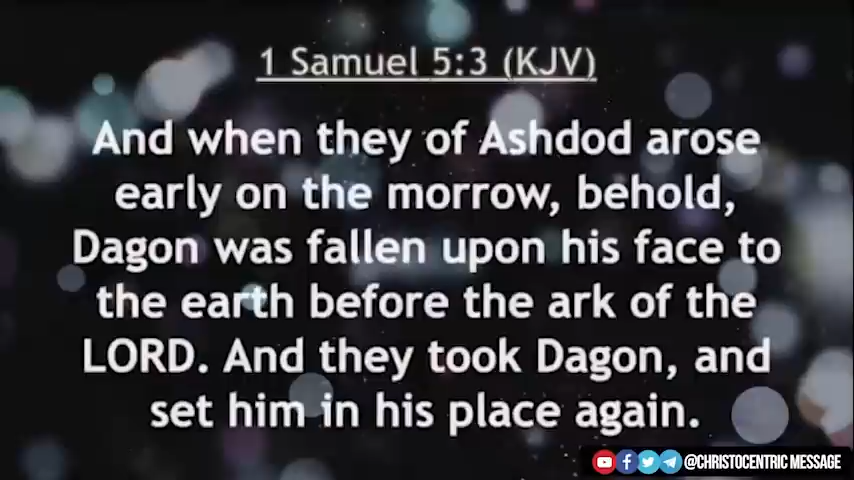 1 Samuel 5:3 (KJV)
And when they of Ashdod arose
early on the morrow, behold,
Dagon was fallen upon his face to
the earth before the ark of the
LORD. And they took Dagon, and
set him in his place again.
@CHRISTOCENTRIC MESSAGE